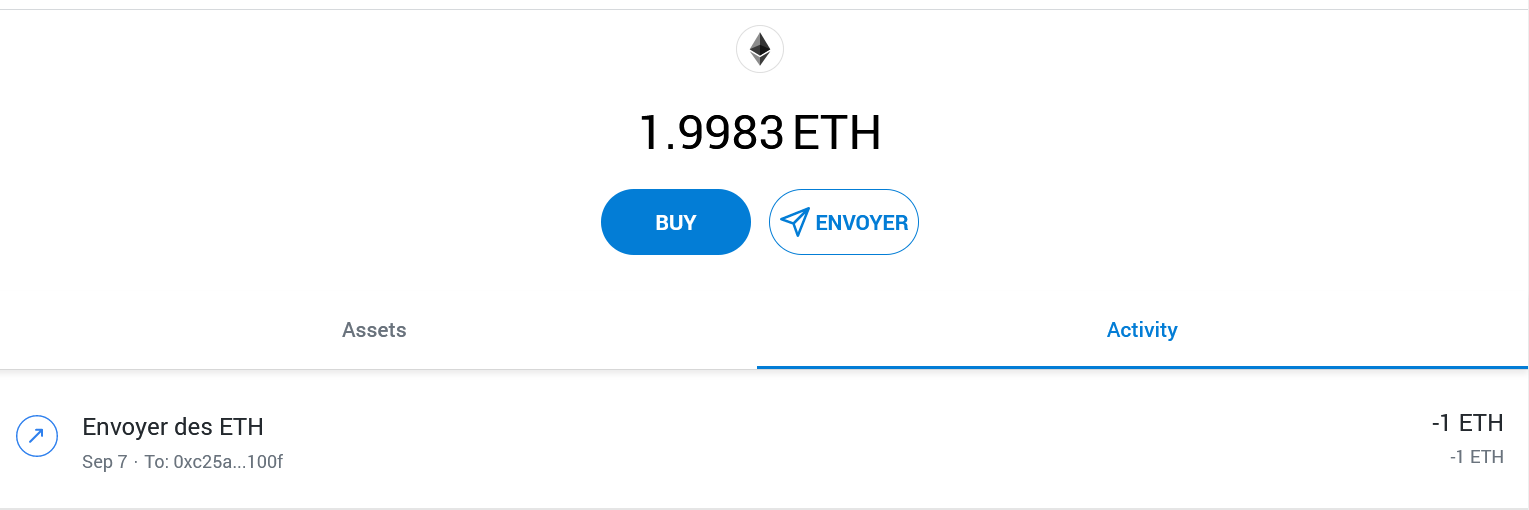 1.9983 ETH
BUY
ENVOYER
Assets
Activity
Envoyer des ETH
-1 ETH
Sep 7 · To: 0xc25a...100f
-1 ETH